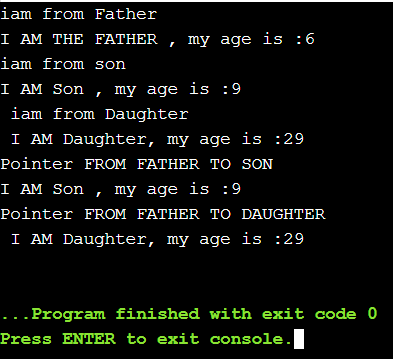 iam from Father
I AM THE FATHER , my age is :6
iam from son
I AM Son , my age is :9
 iam from Daughter
 I AM Daughter, my age is :29
Pointer FROM FATHER TO SON
I AM Son , my age is :9
Pointer FROM FATHER TO DAUGHTER
 I AM Daughter, my age is :29
...Program finished with exit code 0
Press ENTER to exit console.